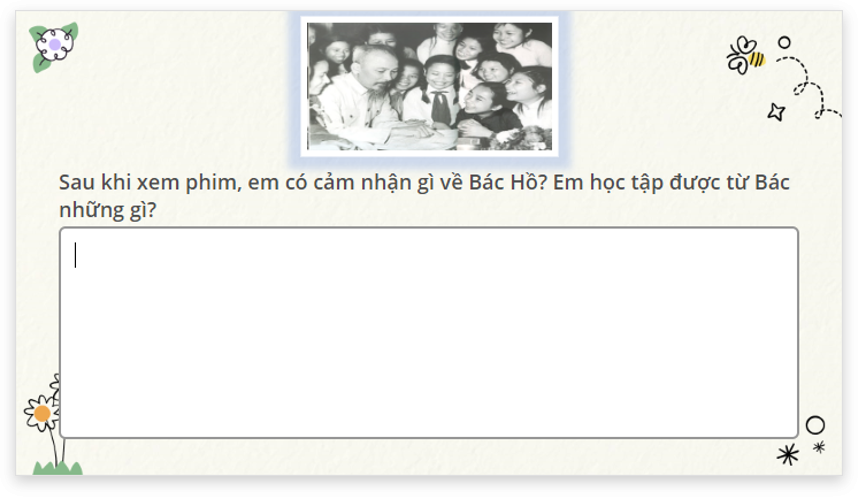 Sau khi xem phim, em có cảm nhận gì về Bác Hồ? Em học tập được từ Bác
những gì?